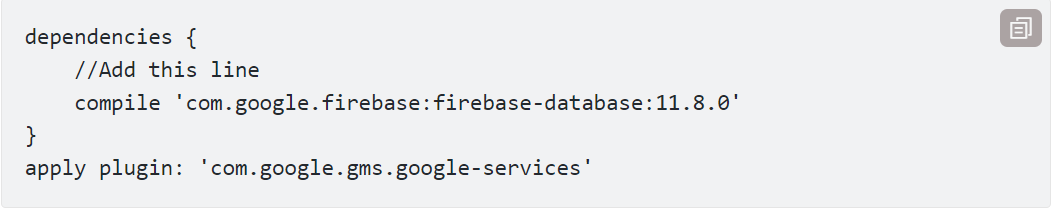 dependencies {
    //Add this line
    compile 'com.google.firebase:firebase-database:11.8.0'
}
apply plugin: 'com.google.gms.google-services'